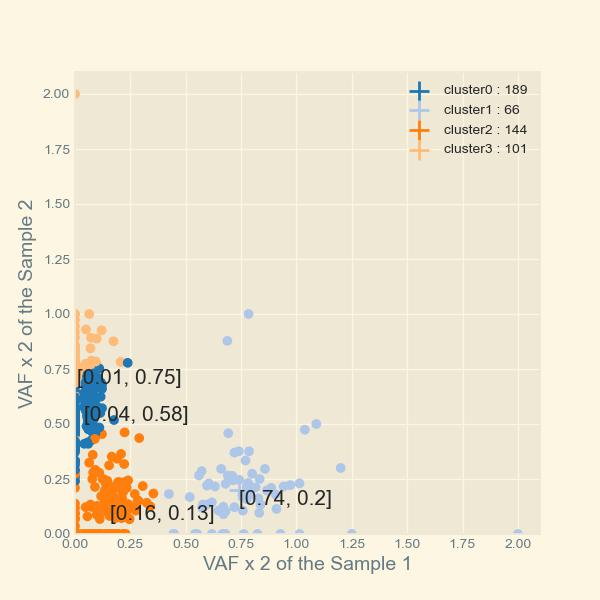 2.00
1.75
1.50
1.25
1.00
0.75
0.50
0.25
0.00
VAF x 2 of the Sample 2
cluster0 : 189
cluster1 : 66
cluster2 : 144
cluster3 : 101
[0.01, 0.75]
[0.04, 0.58]
[0.74, 0.2]
[0.16, 0.13]
0.00 0.25 0.50 0.75 1.00 1.25 1.50 1.75 2.00
VAF x 2 of the Sample 1